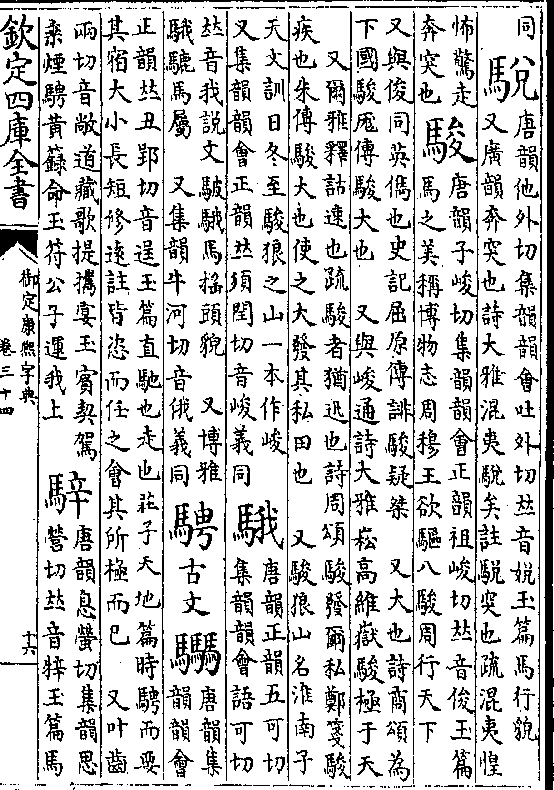 同　駾唐韻他外切集韻韻會吐外切𠀤音娧玉篇馬行貌
又廣韻奔突也詩大雅混夷駾矣註駾突也疏混夷惶
怖驚走
奔突也　駿唐韻子峻切集韻韻會正韻祖峻切𠀤音俊玉篇
馬之美稱博物志周穆王欲驅八駿周行天下
又與俊同英儁也史記屈原傳誹駿疑桀　又大也詩商頌為
下國駿厖傳駿大也　又與峻通詩大雅崧高維嶽駿極于天
又爾雅釋詁速也疏駿者猶迅也詩周頌駿發爾私鄭箋駿
疾也朱傳駿大也使之大發其私田也　又駿狼山名淮南子
天文訓日冬至駿狼之山一本作峻
又集韻韻會正韻𠀤須閏切音峻義同　騀唐韻正韻五可切
集韻韻會語可切
𠀤音我說文駊騀馬搖頭貌　又博雅
騀䮫馬屬　又集韻牛河切音俄義同　騁古文𩧢唐韻集
韻韻會
正韻𠀤丑郢切音逞玉篇直馳也走也莊子天地篇時騁而要
其宿大小長短修遠註皆恣而任之會其所極而已　又叶齒
兩切音敞道藏歌提攜宴玉賓契駕
乘煙騁黃籙命玉符公子運我上　騂唐韻息營切集韻思
營切𠀤音䍷玉篇馬
欽定四庫全書
御定康熙字典
卷三十四
十六